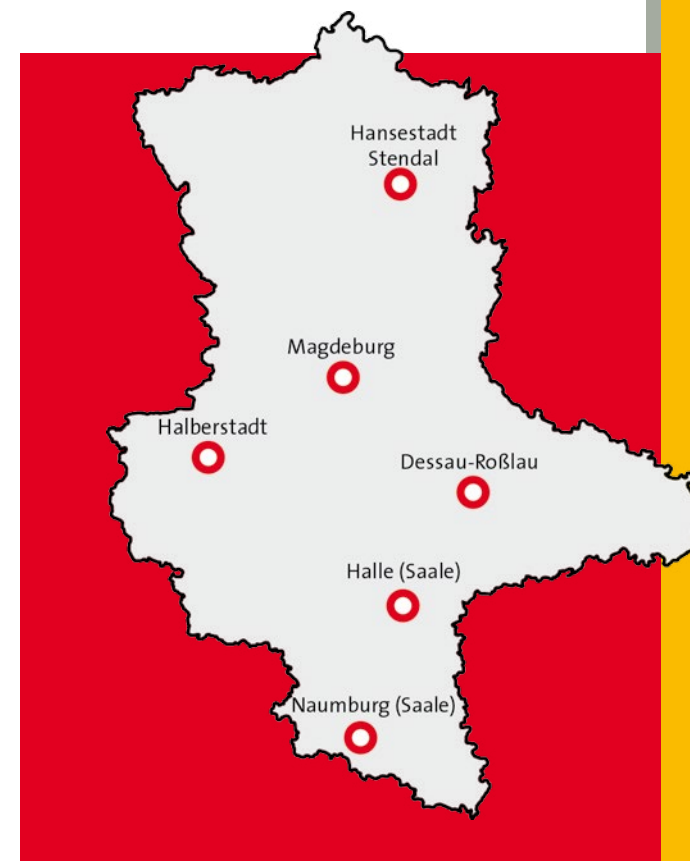 Hansestadt
Stendal
Magdeburg
Halberstadt
Dessau-Roßlau
Halle (Saale)
Naumburg (Saale)